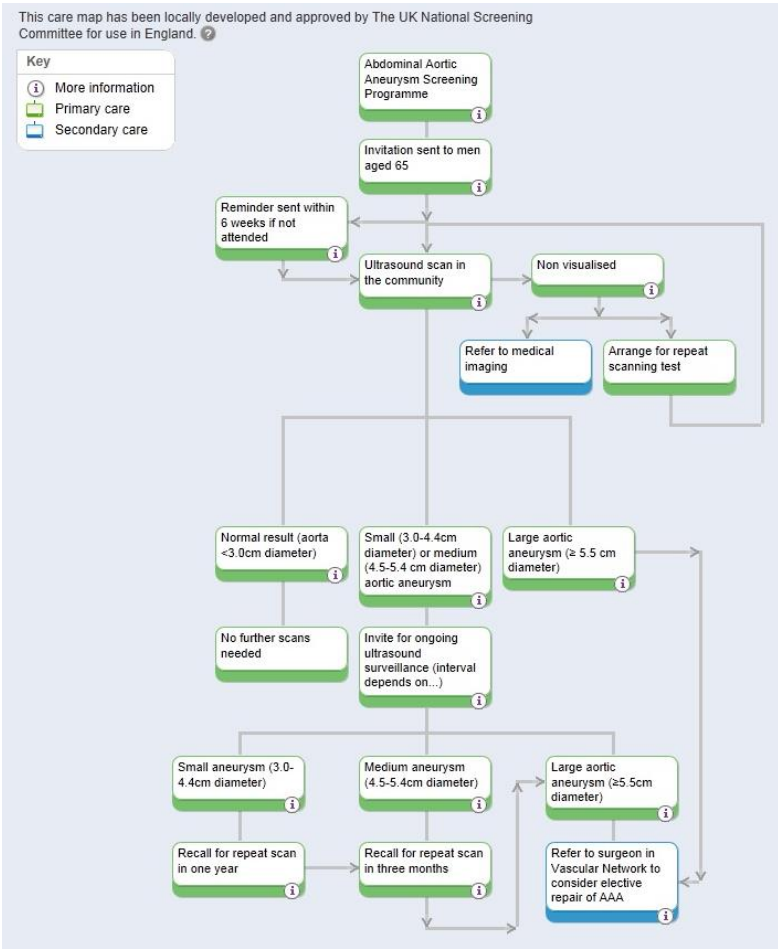 This care map has been locally developed and approved by The UK National Screening
Committee for use in England. ?
Key
i More information
Primary care
Secondary care
Abdominal Aortic
Aneurysm Screening
Programme
i
Invitation sent to men
aged 65
i
Reminder sent within
6 weeks if not
attended
i
Ultrasound scan in
the community
i
Non visualised
i
Refer to medical
imaging
Arrange for repeat
scanning test
Normal result (aorta
<3.0cm diameter)
i
Small (3.0-4.4cm
diameter) or medium
(4.5-5.4 cm diameter)
aortic aneurysm
i
Large aortic
aneurysm (≥ 5.5 cm
diameter)
i
No further scans
needed
Invite for ongoing
ultrasound
surveillance (interval
depends on...)
i
Small aneurysm (3.0-
4.4cm diameter)
i
Medium aneurysm
(4.5-5.4cm diameter)
i
Large aortic
aneurysm (≥5.5cm
diameter)
i
Recall for repeat scan
in one year
i
Recall for repeat scan
in three months
i
Refer to surgeon in
Vascular Network to
consider elective
repair of AAA
i